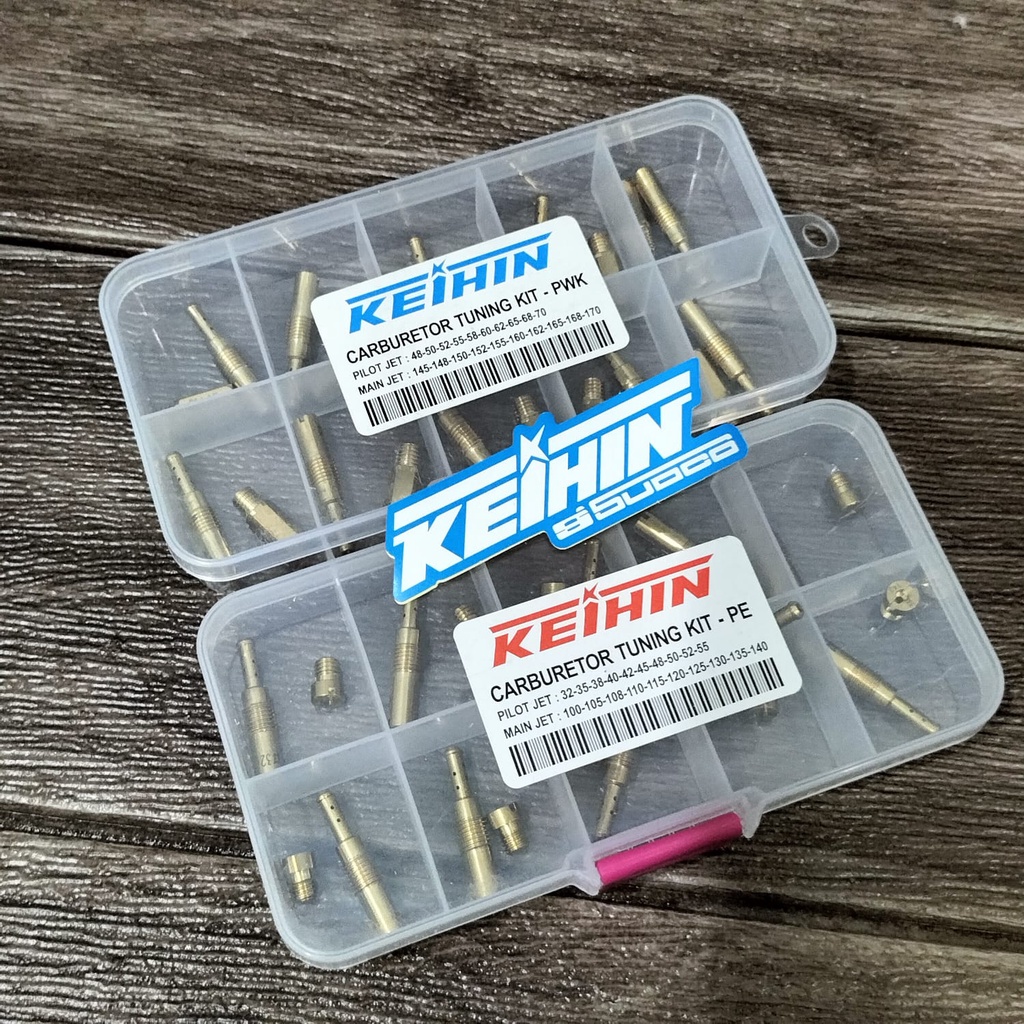 KEIHIN
CARBURETOR TUNING KIT - PWK
PILOT JET : 48-50-52-55-58-60-62-65-68-70
MAIN JET : 145-148-150-152-155-160-162-165-168-170
KEIHIN
KEIHIN
CARBURETOR TUNING KIT - PE
PILOT JET : 32-35-38-40-42-45-48-50-52-55
MAIN JET : 100-105-108-110-115-120-125-130-135-140
32